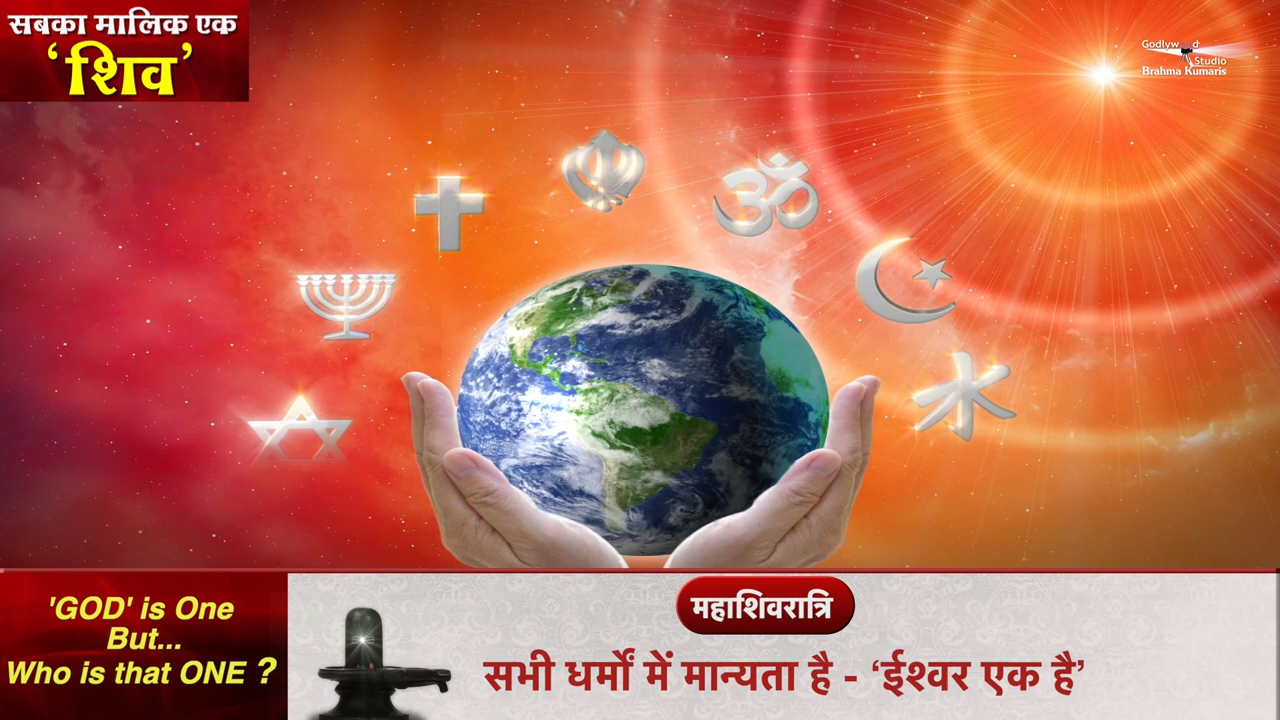 सबका मालिक एक
‘शिव’
Godlyw d
Studio
Brahma Kumaris
'GOD' is One
But...
Who is that ONE ?
महाशिवरात्रि
सभी धर्मों में मान्यता है - ‘ईश्वर एक है’